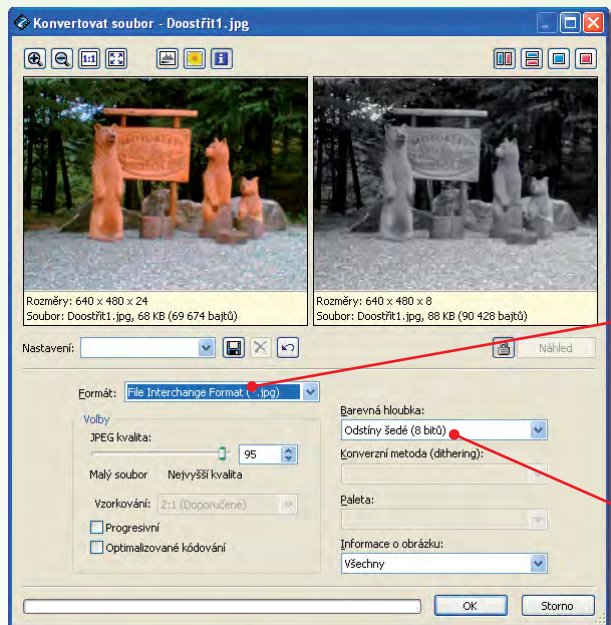 Konvertovat soubor - Doostřit1.jpg
1:1
Rozměry: 640 x 480 x 24
Soubor: Doostřit1.jpg, 68 KB (69 674 bajtů)
Rozměry: 640 x 480 x 8
Soubor: Doostřit1.jpg, 88 KB (90 428 bajtů)
Nastavení:
Náhled
Formát: File Interchange Format (*.jpg)
Volby
JPEG kvalita:
95
Malý soubor Nejvyšší kvalita
Vzorkování: 2:1 (Doporučené)
Progresivní
Optimalizované kódování
Barevná hloubka:
Odstíny šedé (8 bitů)
Konverzní metoda (dithering):
Paleta:
Informace o obrázku:
Všechny
OK Storno